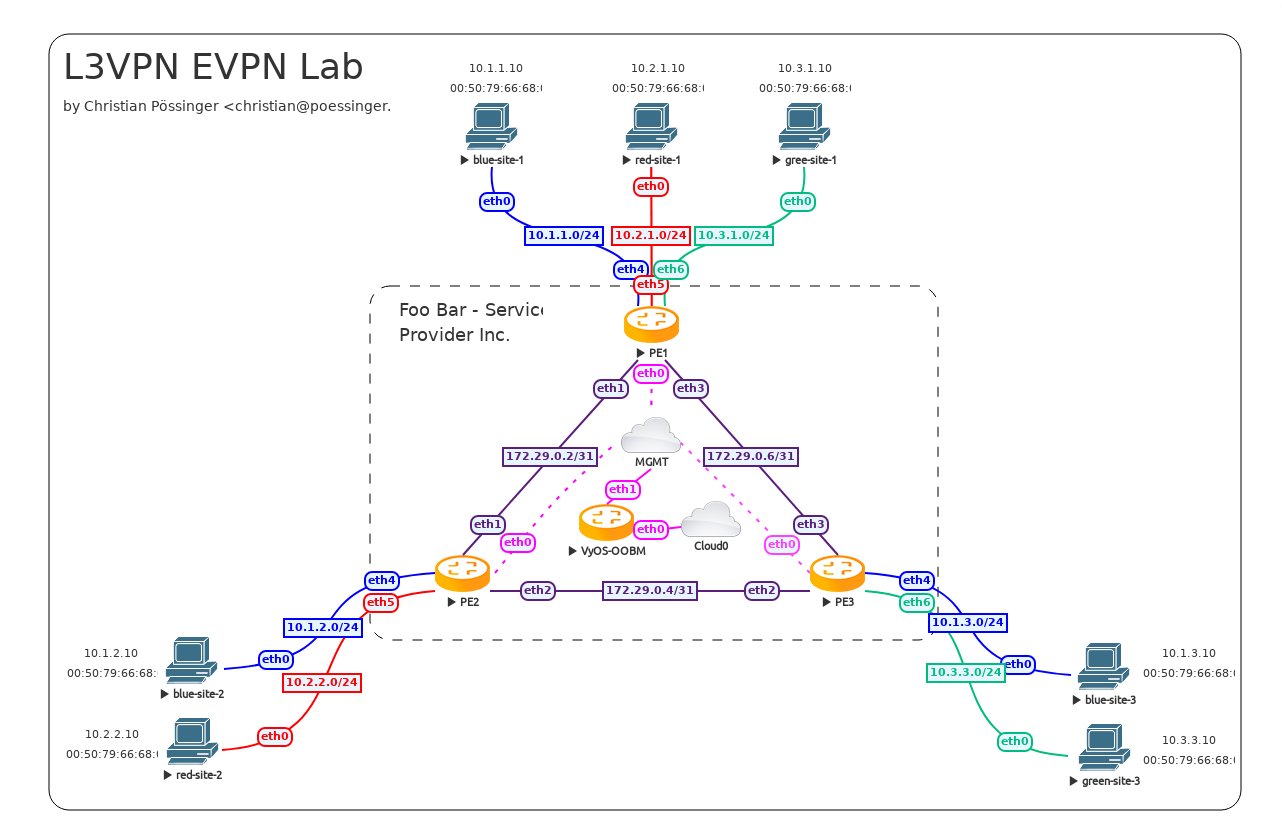 L3VPN EVPN Lab
by Christian Pössinger <christian@poessinger.
10.1.1.10
00:50:79:66:68:
10.2.1.10
00:50:79:66:68:
10.3.1.10
00:50:79:66:68:
blue-site-1
red-site-1
gree-site-1
eth0
eth0
eth0
10.1.1.0/24
10.2.1.0/24
10.3.1.0/24
eth4
eth5
eth6
Foo Bar - Service
Provider Inc.
PE1
eth0
eth1
eth3
172.29.0.2/31
172.29.0.6/31
MGMT
eth1
eth1
eth0
eth0
eth3
VyOS-OOBM
Cloud0
eth0
eth4
eth5
PE2
eth2
172.29.0.4/31
eth2
PE3
eth4
eth6
10.1.2.0/24
eth0
10.1.2.10
00:50:79:66:68:
blue-site-2
10.2.2.0/24
10.2.2.10
00:50:79:66:68:
eth0
red-site-2
10.1.3.0/24
eth0
10.1.3.10
00:50:79:66:68:
blue-site-3
10.3.3.0/24
eth0
10.3.3.10
00:50:79:66:68:
green-site-3